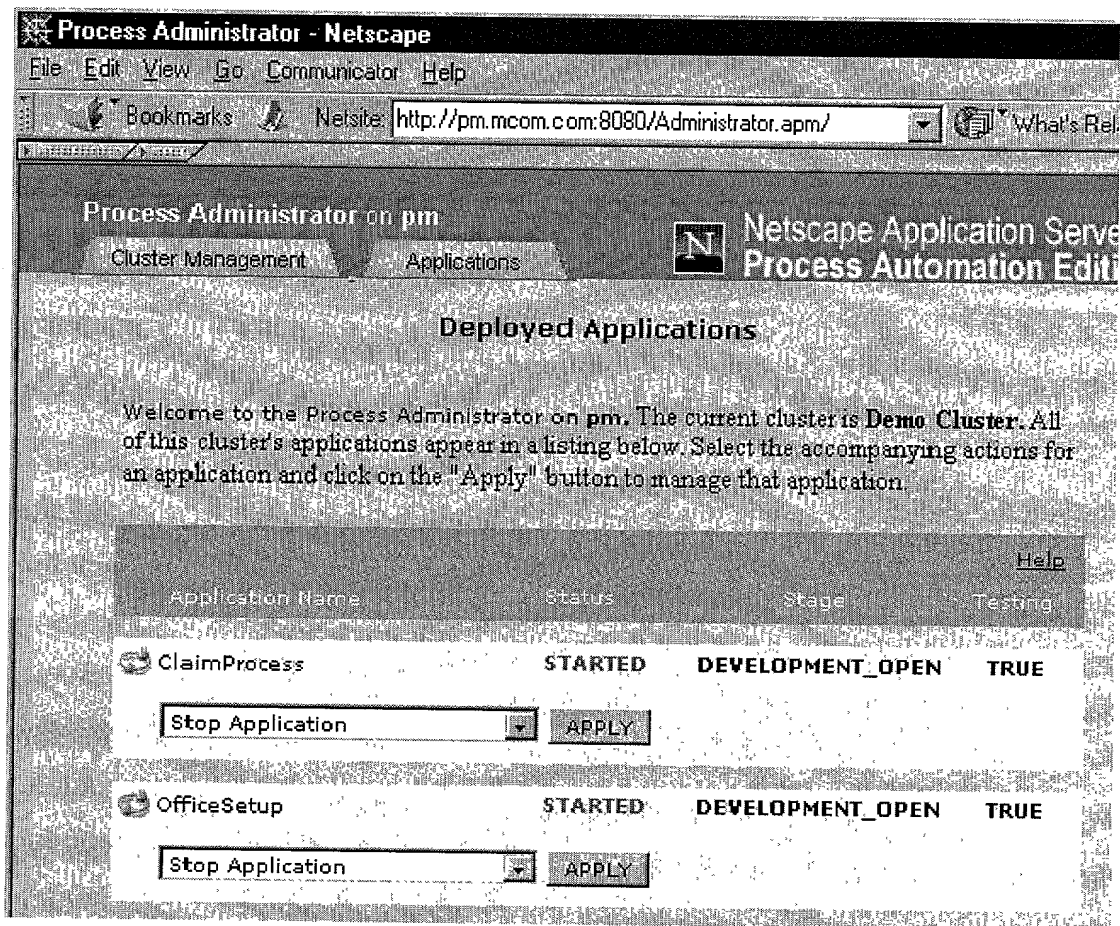 Process Administrator - Netscape
File Edit View Go Communicator Help
Bookmarks Netsite: http://pm.mcom.com:8080/Administrator.apm/ What's Rel
Process Administrator on pm
Cluster Management Applications
N Netscape Application Serve
Process Automation Editi
Deployed Applications
Welcome to the Process Administrator on pm. The current cluster is Demo Cluster. All
of this cluster's applications appear in a listing below. Select the accompanying actions for
an application and click on the "Apply" button to manage that application.
Help
Application Name Status Stage Testing
ClaimProcess STARTED DEVELOPMENT_OPEN TRUE
Stop Application APPLY
OfficeSetup STARTED DEVELOPMENT_OPEN TRUE
Stop Application APPLY